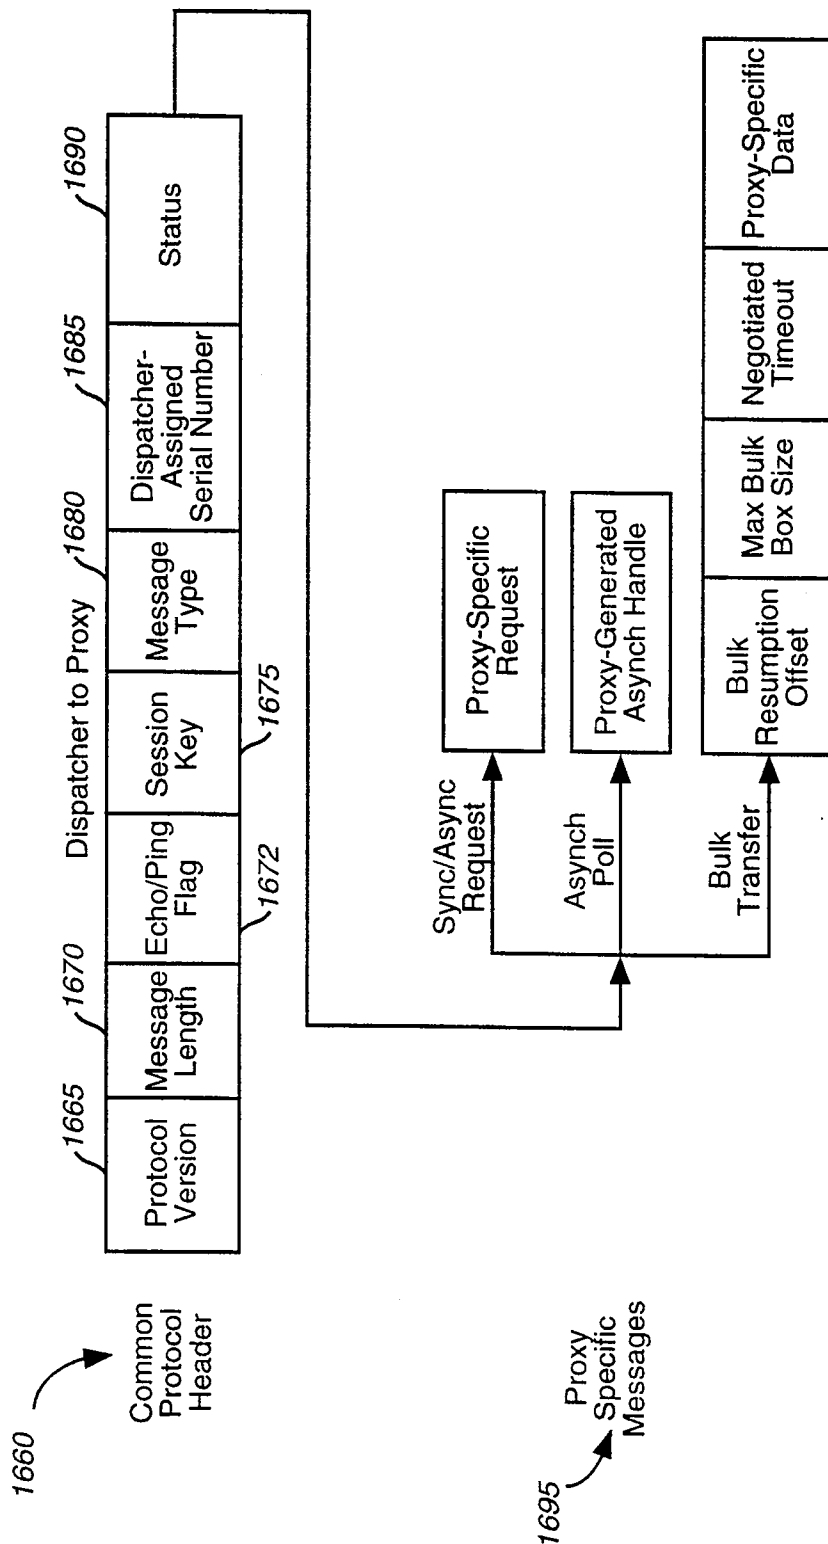 Dispatcher to Proxy
1660
Common
Protocol
Header
1665
1670
1680
1685
1690
Protocol
Version
Message
Length
Echo/Ping
Flag
Session
Key
Message
Type
Dispatcher-
Assigned
Serial Number
Status
1672
1675
1695
Proxy
Specific
Messages
Sync/Async
Request
Proxy-Specific
Request
Asynch
Poll
Proxy-Generated
Asynch Handle
Bulk
Transfer
Bulk
Resumption
Offset
Max Bulk
Box Size
Negotiated
Timeout
Proxy-Specific
Data